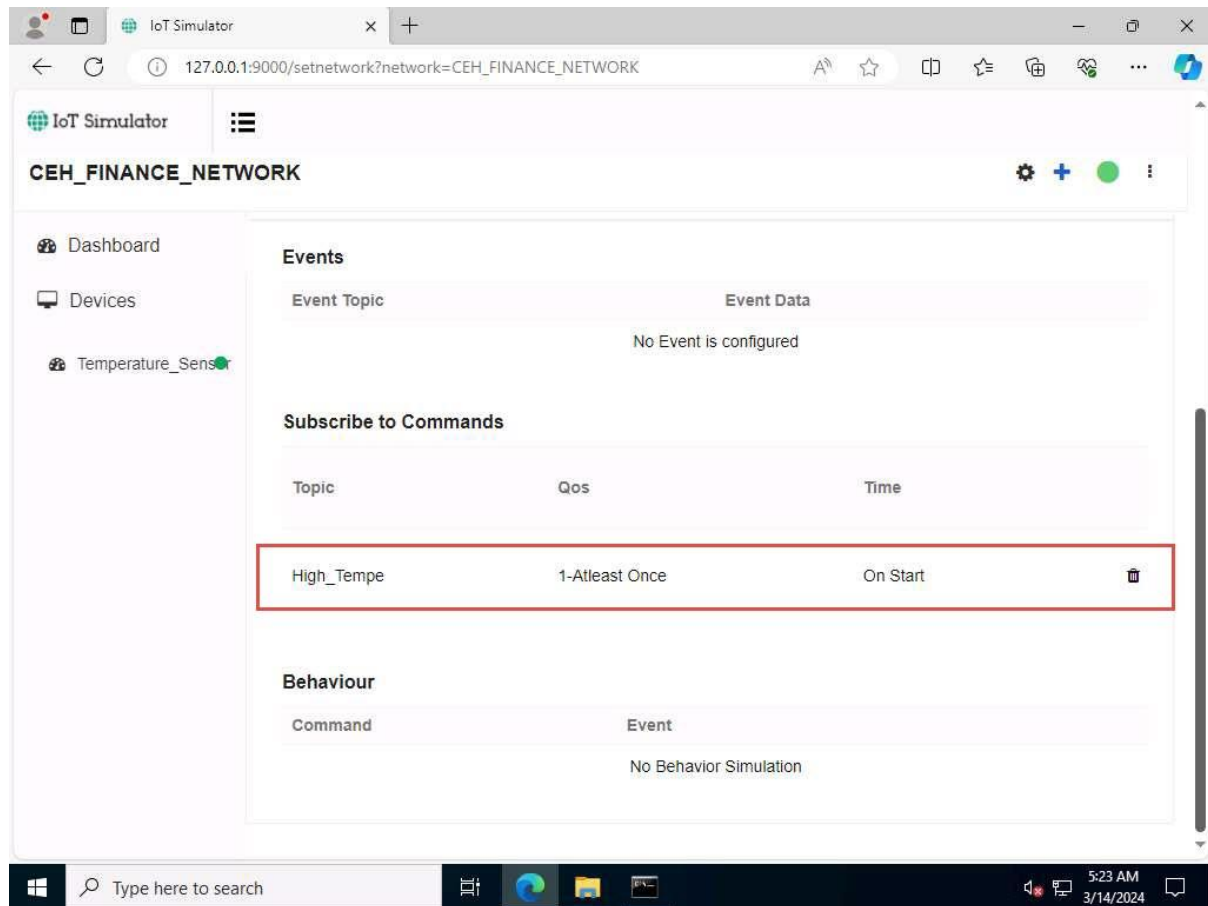 IoT Simulator
127.0.0.1:9000/setnetwork?network=CEH_FINANCE_NETWORK
IoT Simulator
CEH_FINANCE_NETWORK
Dashboard
Devices
Temperature_Sensor
Events
Event Topic Event Data
No Event is configured
Subscribe to Commands
Topic Qos Time
High_Tempe 1-Atleast Once On Start
Behaviour
Command Event
No Behavior Simulation
Type here to search
5:23 AM
3/14/2024